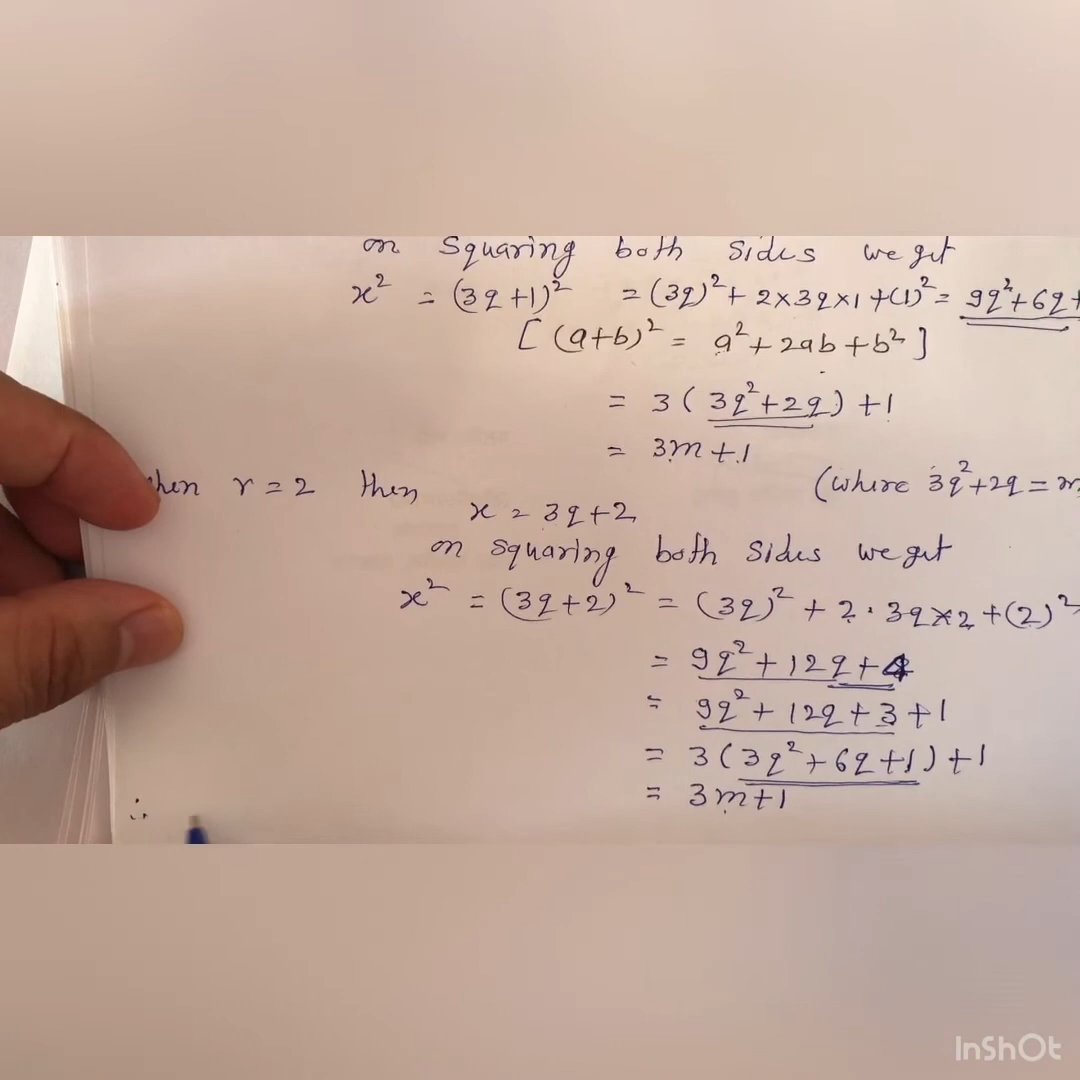 on Squaring both sides we get
x² = (3q+1)² = (3q)² + 2×3q×1 +(1)² = 9q²+6q+
[ (a+b)² = a²+2ab+b² ]
= 3(3q²+2q)+1
= 3m+1
when r=2 then (where 3q²+2q=m
x = 3q+2
on squaring both sides we get
x² = (3q+2)² = (3q)² + 2·3q×2+(2)²
= 9q²+12q+4
= 9q²+12q+3+1
= 3(3q²+6q+1)+1
= 3m+1
∴
InShOt